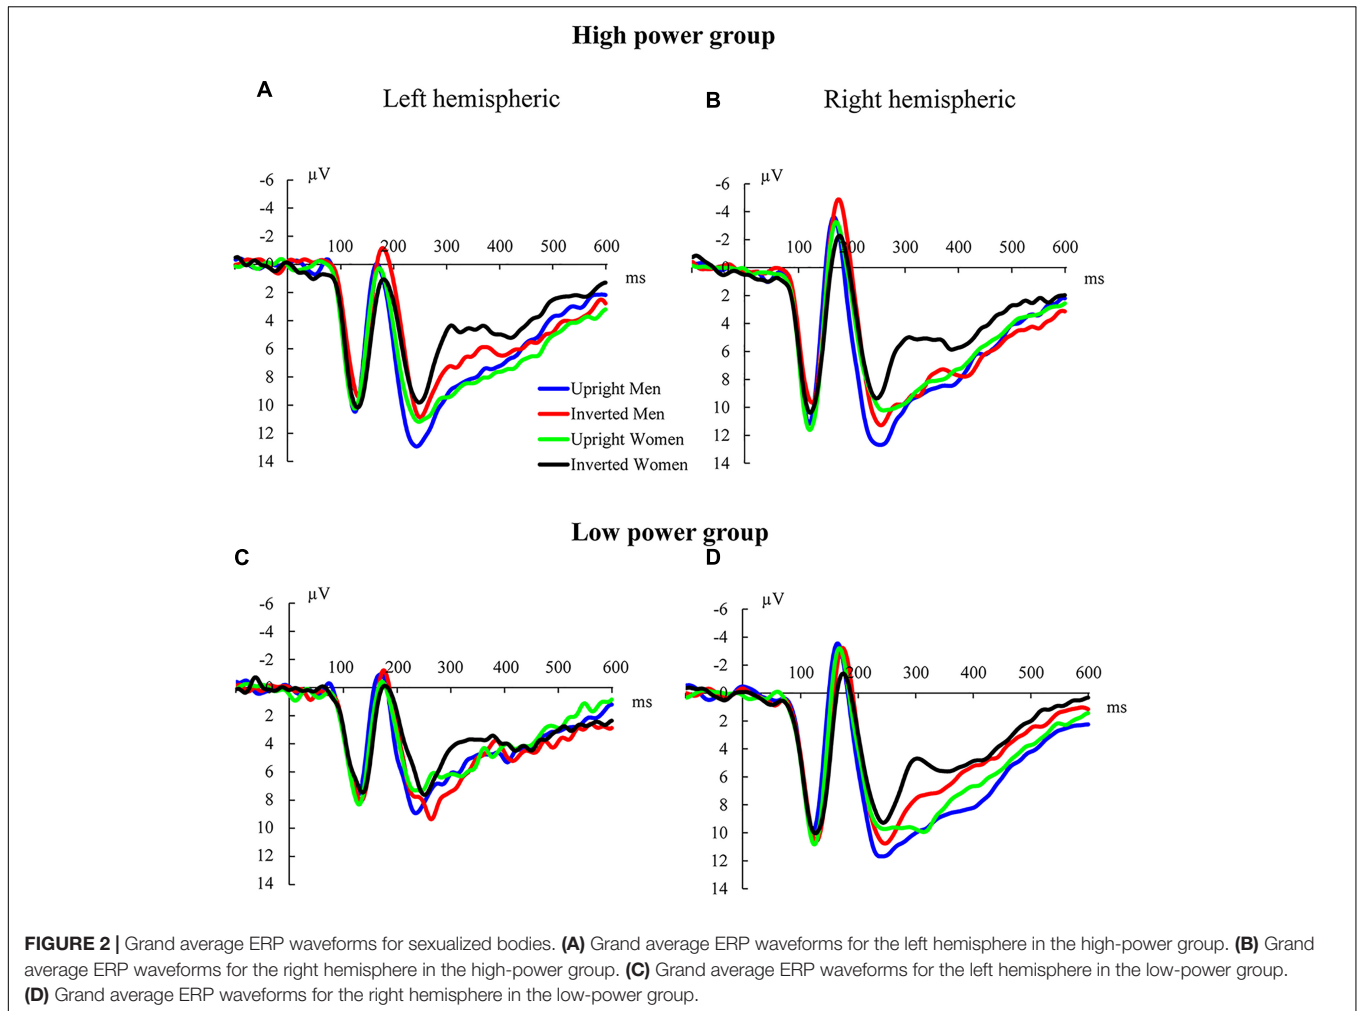 High power group
A
Left hemispheric
B
Right hemispheric
µV
-6
-4
-2
0
2
4
6
8
10
12
14
100 200 300 400 500 600
ms
µV
-6
-4
-2
0
2
4
6
8
10
12
14
100 200 300 400 500 600
ms
Upright Men
Inverted Men
Upright Women
Inverted Women
Low power group
C
D
µV
-6
-4
-2
0
2
4
6
8
10
12
14
100 200 300 400 500 600
ms
µV
-6
-4
-2
0
2
4
6
8
10
12
14
100 200 300 400 500 600
ms
FIGURE 2 | Grand average ERP waveforms for sexualized bodies. (A) Grand average ERP waveforms for the left hemisphere in the high-power group. (B) Grand
average ERP waveforms for the right hemisphere in the high-power group. (C) Grand average ERP waveforms for the left hemisphere in the low-power group.
(D) Grand average ERP waveforms for the right hemisphere in the low-power group.